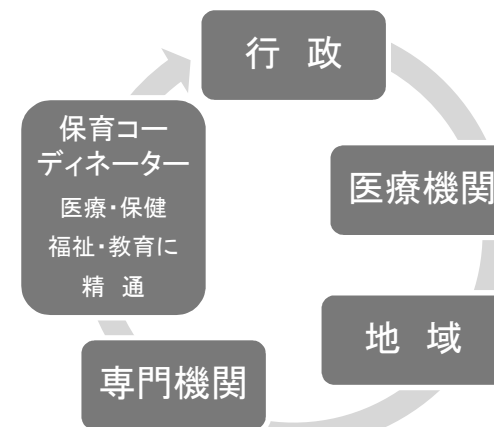 行 政
保育コー
ディネーター
医療・保健
福祉・教育に
精 通
医療機関
地 域
専門機関